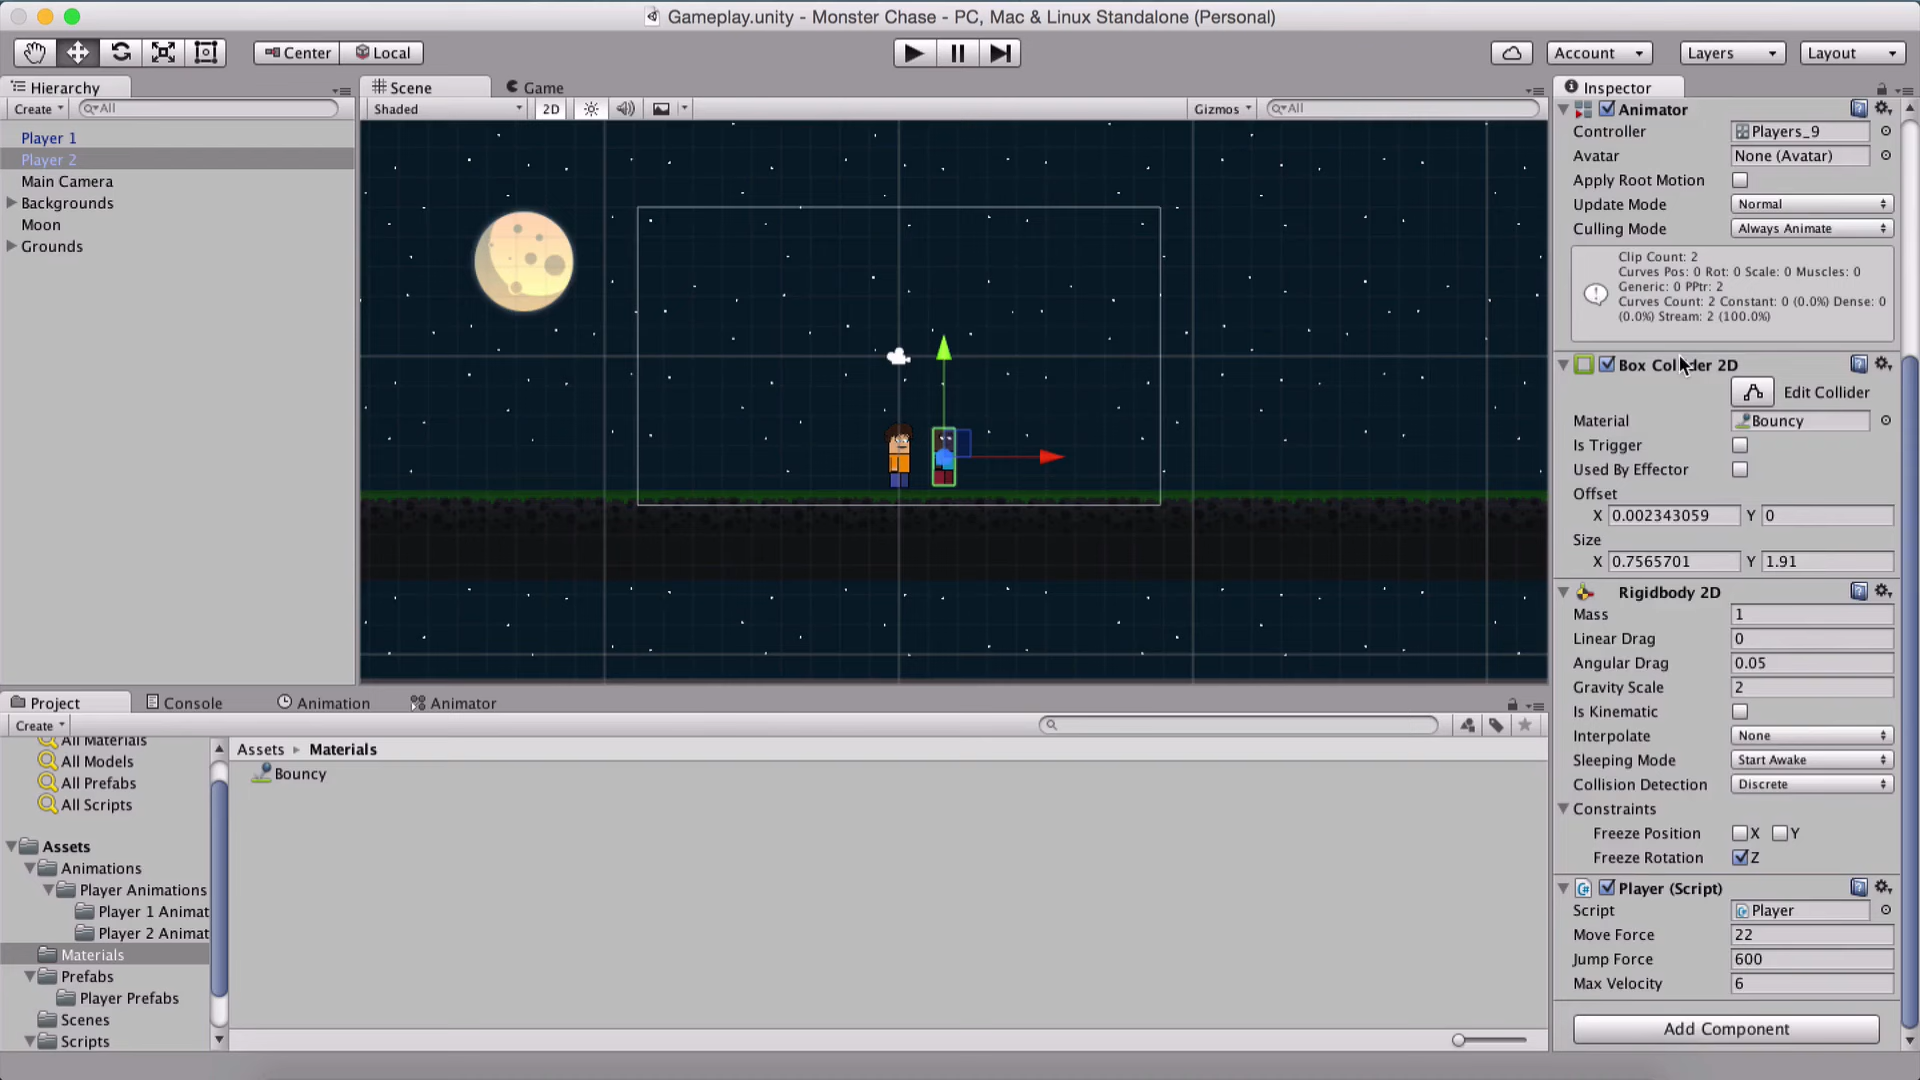 Gameplay.unity - Monster Chase - PC, Mac & Linux Standalone (Personal)
Center Local Account Layers Layout
Hierarchy
Create All
Player 1
Player 2
Main Camera
Backgrounds
Moon
Grounds
Scene Game
Shaded 2D Gizmos All
Inspector
Animator
Controller Players_9
Avatar None (Avatar)
Apply Root Motion
Update Mode Normal
Culling Mode Always Animate
Clip Count: 2
Curves Pos: 0 Rot: 0 Scale: 0 Muscles: 0
Generic: 0 PPtr: 2
Curves Count: 2 Constant: 0 (0.0%) Dense: 0
(0.0%) Stream: 2 (100.0%)
Box Collider 2D
Edit Collider
Material Bouncy
Is Trigger
Used By Effector
Offset
X 0.002343059 Y 0
Size
X 0.7565701 Y 1.91
Rigidbody 2D
Mass 1
Linear Drag 0
Angular Drag 0.05
Gravity Scale 2
Is Kinematic
Interpolate None
Sleeping Mode Start Awake
Collision Detection Discrete
Constraints
Freeze Position X Y
Freeze Rotation Z
Player (Script)
Script Player
Move Force 22
Jump Force 600
Max Velocity 6
Add Component
Project Console Animation Animator
Create
All Materials
All Models
All Prefabs
All Scripts
Assets
Animations
Player Animations
Player 1 Animat
Player 2 Animat
Materials
Prefabs
Player Prefabs
Scenes
Scripts
Assets Materials
Bouncy